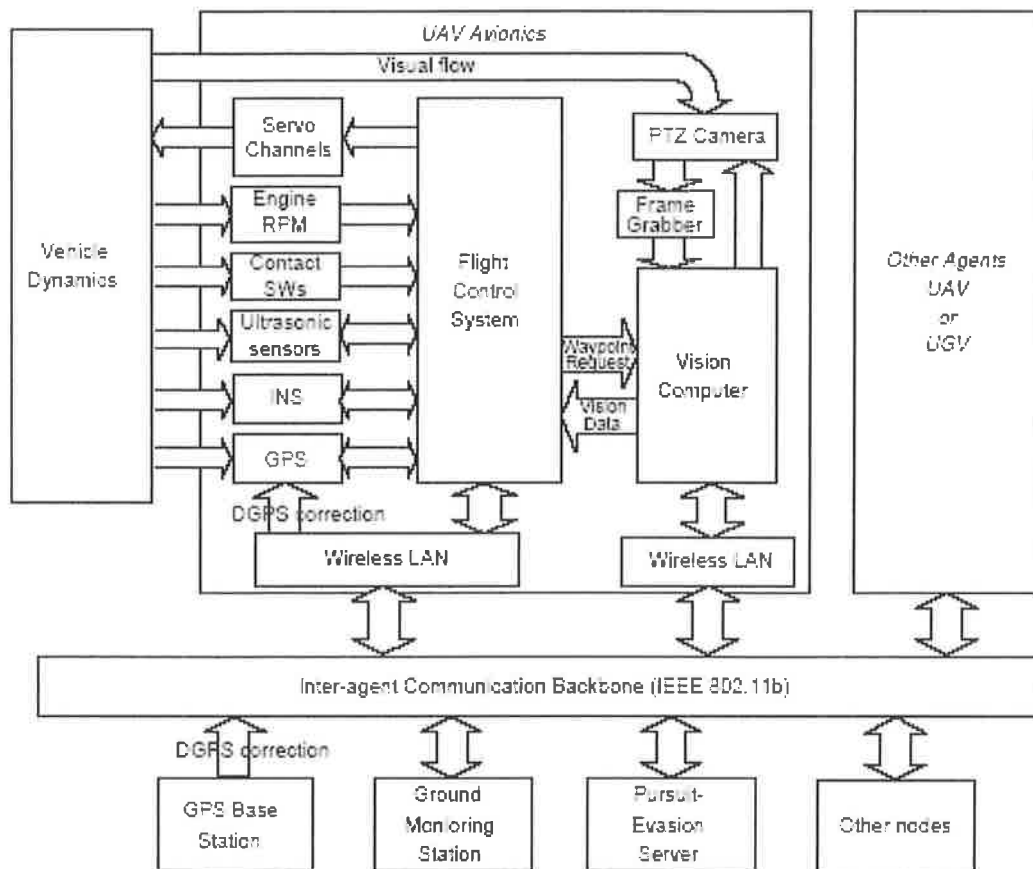 UAV Avionics
Visual flow
Servo
Channels
PTZ Camera
Engine
RPM
Frame
Grabber
Vehicle
Dynamics
Contact
SWs
Flight
Control
System
Other Agents
UAV
or
UGV
Ultrasonic
sensors
Waypoint
Request
Vision
Computer
INS
Vision
Data
GPS
DGPS correction
Wireless LAN
Wireless LAN
Inter-agent Communication Backbone (IEEE 802.11b)
DGPS correction
GPS Base
Station
Ground
Monitoring
Station
Pursuit-
Evasion
Server
Other nodes